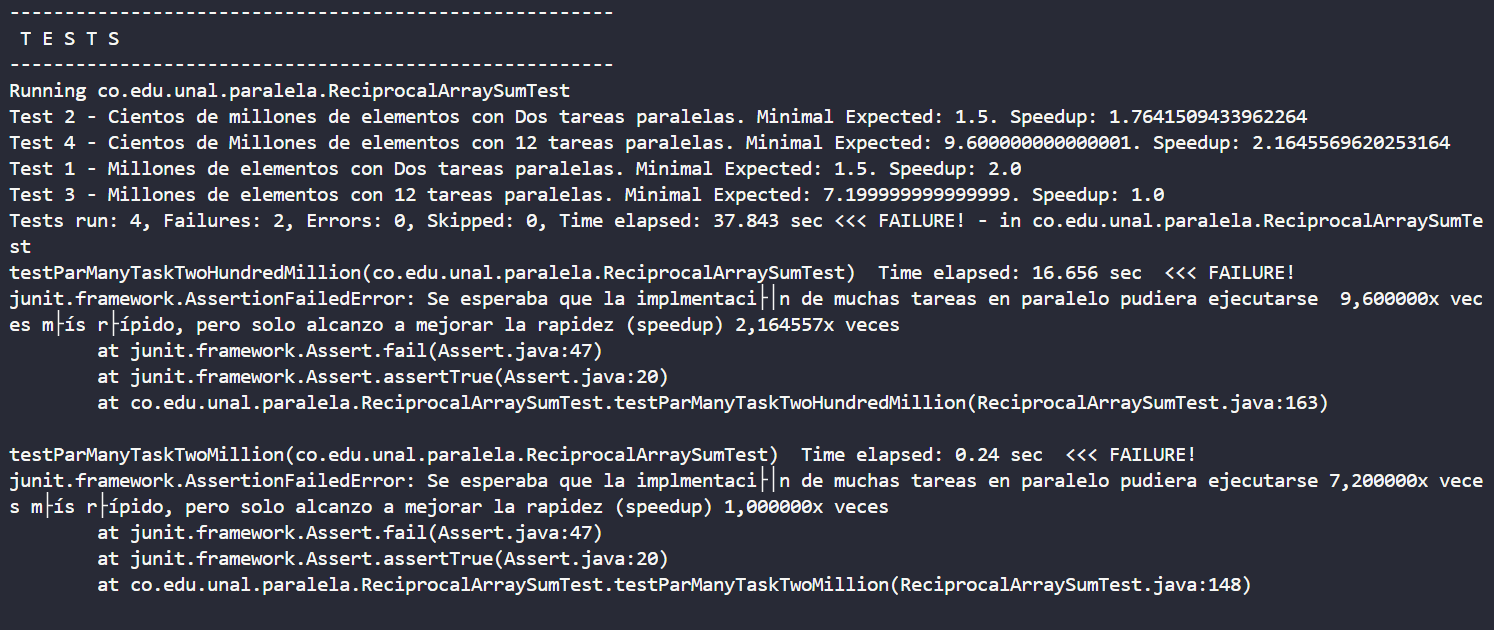 -------------------------------------------------------
 T E S T S
-------------------------------------------------------
Running co.edu.unal.paralela.ReciprocalArraySumTest
Test 2 - Cientos de millones de elementos con Dos tareas paralelas. Minimal Expected: 1.5. Speedup: 1.7641509433962264
Test 4 - Cientos de Millones de elementos con 12 tareas paralelas. Minimal Expected: 9.600000000000001. Speedup: 2.1645569620253164
Test 1 - Millones de elementos con Dos tareas paralelas. Minimal Expected: 1.5. Speedup: 2.0
Test 3 - Millones de elementos con 12 tareas paralelas. Minimal Expected: 7.199999999999999. Speedup: 1.0
Tests run: 4, Failures: 2, Errors: 0, Skipped: 0, Time elapsed: 37.843 sec <<< FAILURE! - in co.edu.unal.paralela.ReciprocalArraySumTe
st
testParManyTaskTwoHundredMillion(co.edu.unal.paralela.ReciprocalArraySumTest)  Time elapsed: 16.656 sec  <<< FAILURE!
junit.framework.AssertionFailedError: Se esperaba que la implmentaci├│n de muchas tareas en paralelo pudiera ejecutarse  9,600000x vec
es m├ís r├ípido, pero solo alcanzo a mejorar la rapidez (speedup) 2,164557x veces
        at junit.framework.Assert.fail(Assert.java:47)
        at junit.framework.Assert.assertTrue(Assert.java:20)
        at co.edu.unal.paralela.ReciprocalArraySumTest.testParManyTaskTwoHundredMillion(ReciprocalArraySumTest.java:163)

testParManyTaskTwoMillion(co.edu.unal.paralela.ReciprocalArraySumTest)  Time elapsed: 0.24 sec  <<< FAILURE!
junit.framework.AssertionFailedError: Se esperaba que la implmentaci├│n de muchas tareas en paralelo pudiera ejecutarse 7,200000x vece
s m├ís r├ípido, pero solo alcanzo a mejorar la rapidez (speedup) 1,000000x veces
        at junit.framework.Assert.fail(Assert.java:47)
        at junit.framework.Assert.assertTrue(Assert.java:20)
        at co.edu.unal.paralela.ReciprocalArraySumTest.testParManyTaskTwoMillion(ReciprocalArraySumTest.java:148)